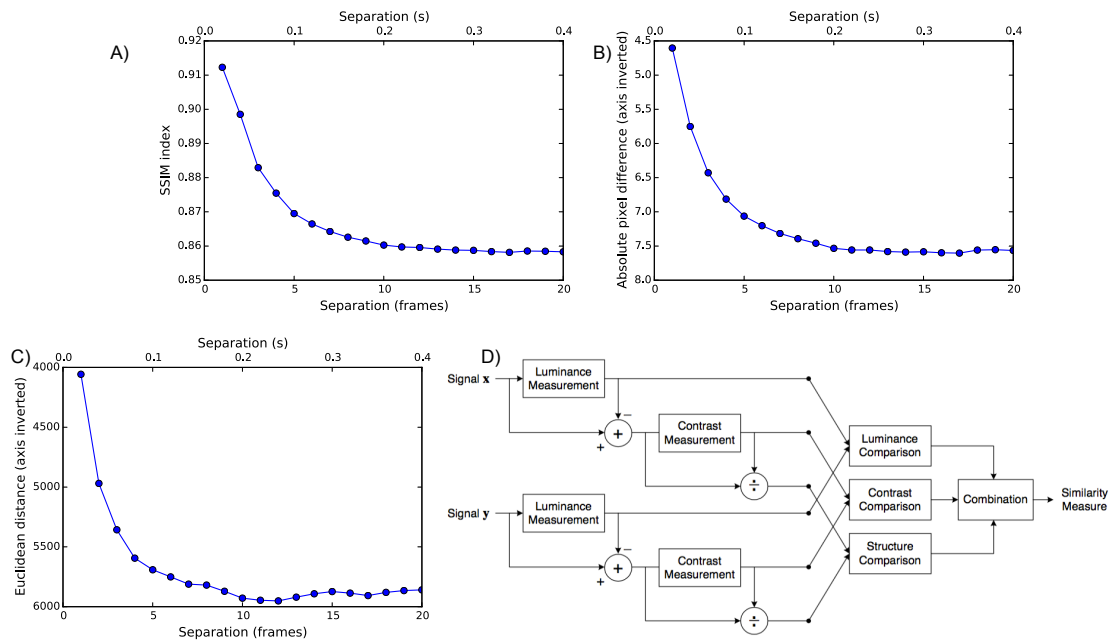 A)
Separation (s)
0.0 0.1 0.2 0.3 0.4
SSIM index
0.92
0.91
0.90
0.89
0.88
0.87
0.86
0.85
0 5 10 15 20
Separation (frames)
B)
Separation (s)
0.0 0.1 0.2 0.3 0.4
Absolute pixel difference (axis inverted)
4.5
5.0
5.5
6.0
6.5
7.0
7.5
8.0
0 5 10 15 20
Separation (frames)
C)
Separation (s)
0.0 0.1 0.2 0.3 0.4
Euclidean distance (axis inverted)
4000
4500
5000
5500
6000
0 5 10 15 20
Separation (frames)
D)
Signal x
Luminance
Measurement
−
+
+
Contrast
Measurement
÷
Signal y
Luminance
Measurement
−
+
+
Contrast
Measurement
÷
Luminance
Comparison
Contrast
Comparison
Structure
Comparison
Combination
Similarity
Measure